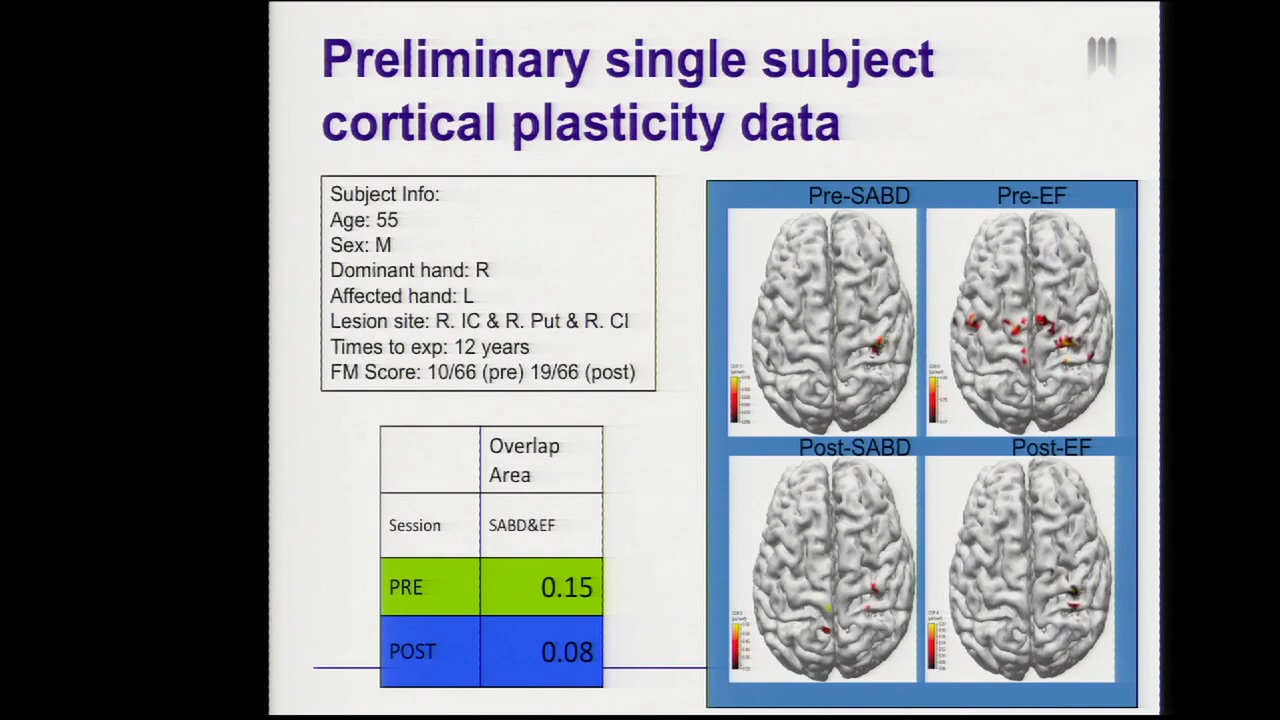 Preliminary single subject
cortical plasticity data
Subject Info:
Age: 55
Sex: M
Dominant hand: R
Affected hand: L
Lesion site: R. IC & R. Put & R. CI
Times to exp: 12 years
FM Score: 10/66 (pre) 19/66 (post)
Overlap
Area
Session SABD&EF
PRE 0.15
POST 0.08
Pre-SABD Pre-EF
Post-SABD Post-EF